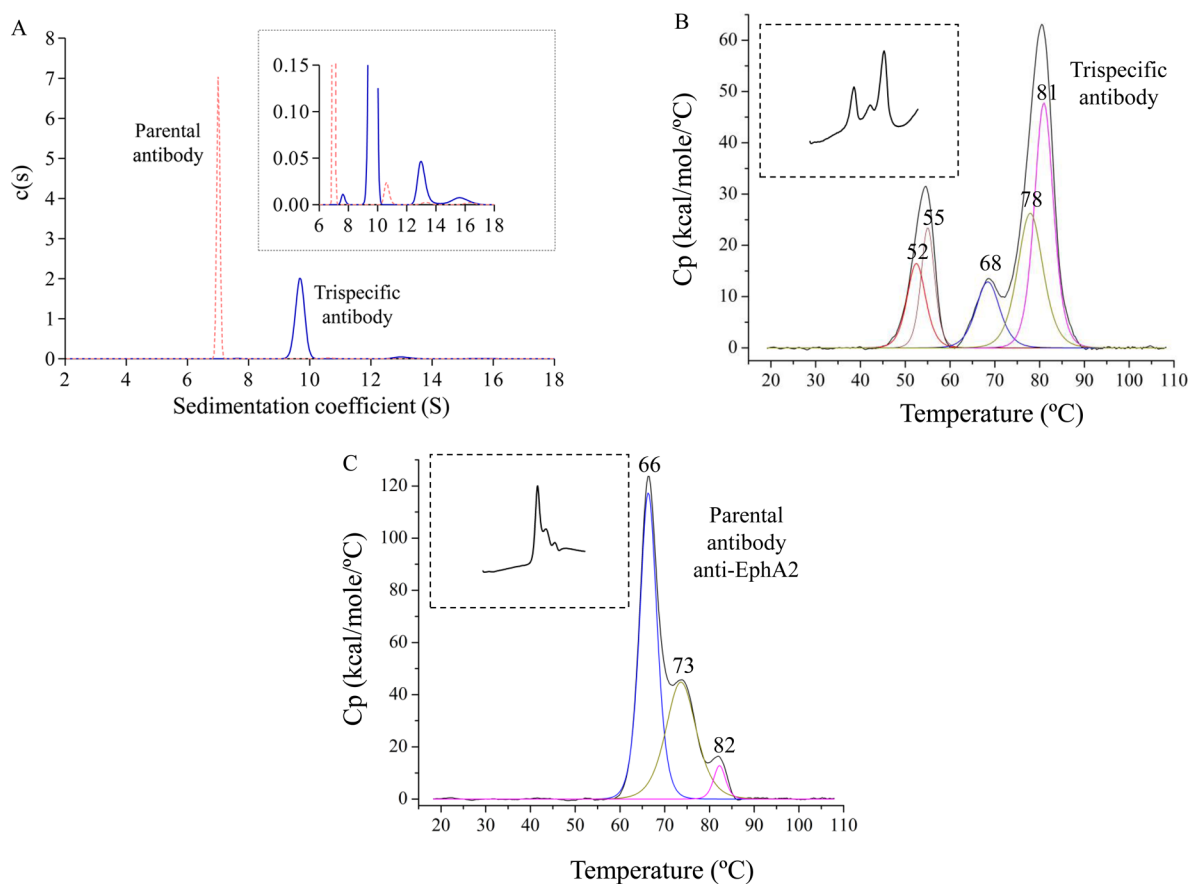 A
c(s)
8
7
6
5
4
3
2
1
0
2 4 6 8 10 12 14 16 18
Sedimentation coefficient (S)
Parental
antibody
Trispecific
antibody
0.15
0.10
0.05
0.00
6 8 10 12 14 16 18
B
Cp (kcal/mole/ºC)
60
50
40
30
20
10
0
20 30 40 50 60 70 80 90 100 110
Temperature (ºC)
Trispecific
antibody
52
55
68
78
81
C
Cp (kcal/mole/ºC)
120
100
80
60
40
20
0
20 30 40 50 60 70 80 90 100 110
Temperature (ºC)
66
73
82
Parental
antibody
anti-EphA2